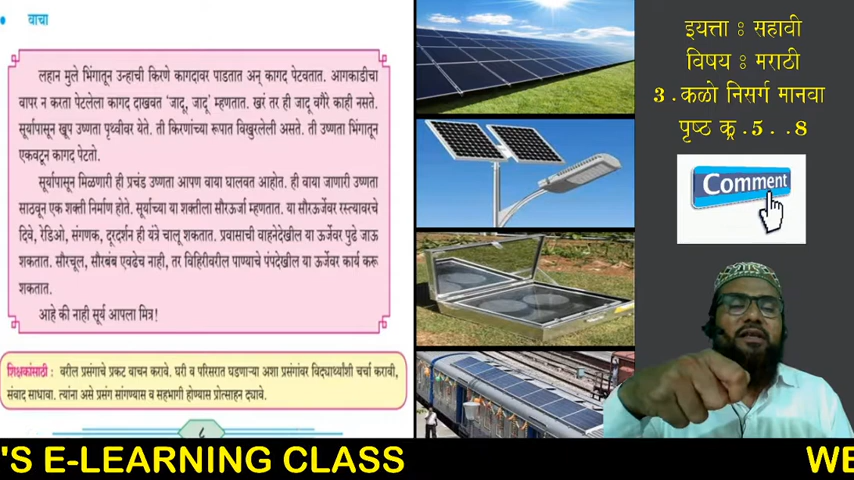 वाचा
लहान मुले भिंगातून उन्हाची किरणे कागदावर पाडतात अन् कागद पेटवतात. आगकाडीचा
वापर न करता पेटलेला कागद दाखवत ‘जादू, जादू’ म्हणतात. खरं तर ही जादू वगैरे काही नसते.
सूर्यापासून खूप उष्णता पृथ्वीवर येते. ती किरणांच्या रूपात विखुरलेली असते. ती उष्णता भिंगातून
एकवटून कागद पेटतो.
सूर्यापासून मिळणारी ही प्रचंड उष्णता आपण वाया घालवत आहोत. ही वाया जाणारी उष्णता
साठवून एक शक्ती निर्माण होते. सूर्याच्या या शक्तीला सौरऊर्जा म्हणतात. या सौरऊर्जेवर रस्त्यावरचे
दिवे, रेडिओ, संगणक, दूरदर्शन ही यंत्रे चालू शकतात. प्रवासाची वाहनेदेखील या ऊर्जेवर पुढे जाऊ
शकतात. सौरचूल, सौरबंब एवढेच नाही, तर विहिरीवरील पाण्याचे पंपदेखील या ऊर्जेवर कार्य करू
शकतात.
आहे की नाही सूर्य आपला मित्र!
शिक्षकांसाठी : वरील प्रसंगाचे प्रकट वाचन करावे. घरी व परिसरात घडणाऱ्या अशा प्रसंगांवर विद्यार्थ्यांशी चर्चा करावी,
संवाद साधावा. त्यांना असे प्रसंग सांगण्यास व सहभागी होण्यास प्रोत्साहन द्यावे.
८
इयत्ता : सहावी
विषय : मराठी
3 .कळो निसर्ग मानवा
पृष्ठ क्र .5 . .8
Comment
'S E-LEARNING CLASS
WE